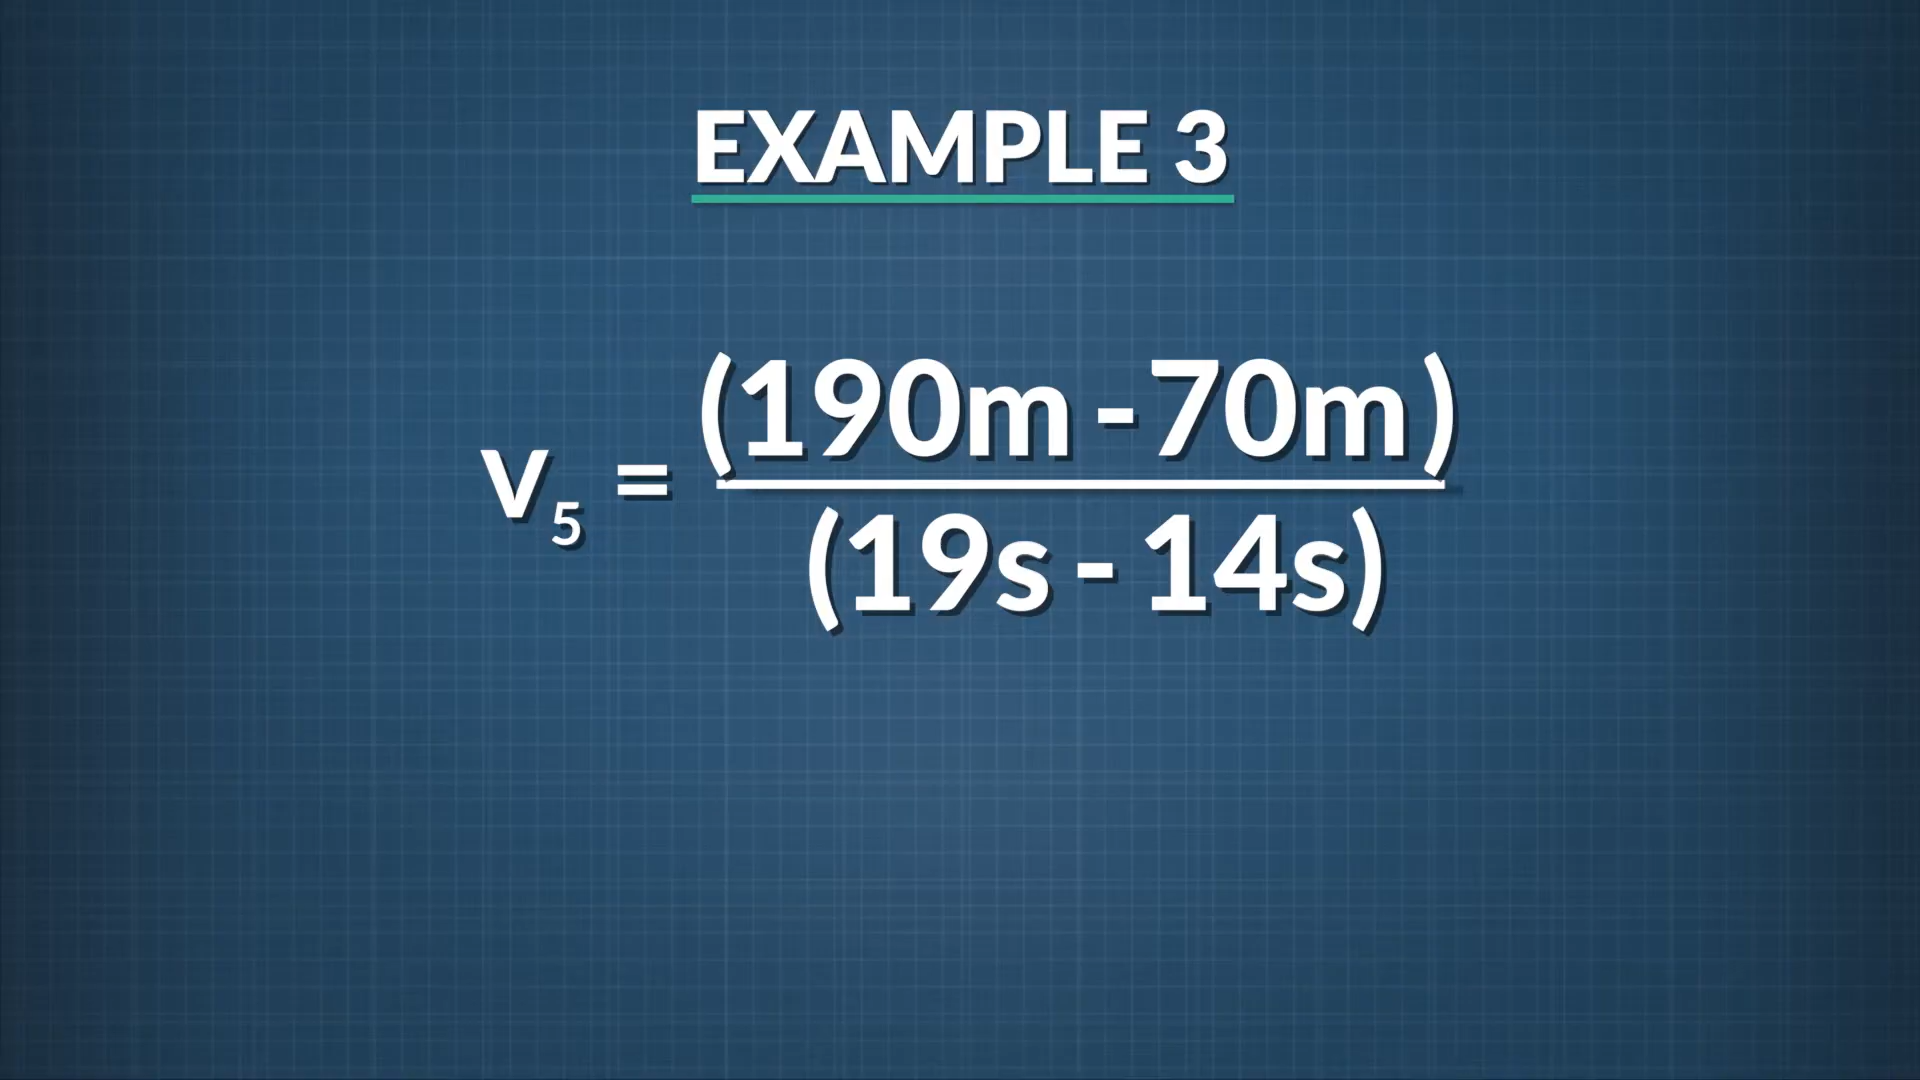 EXAMPLE 3
v₅ = (190m - 70m)
(19s - 14s)